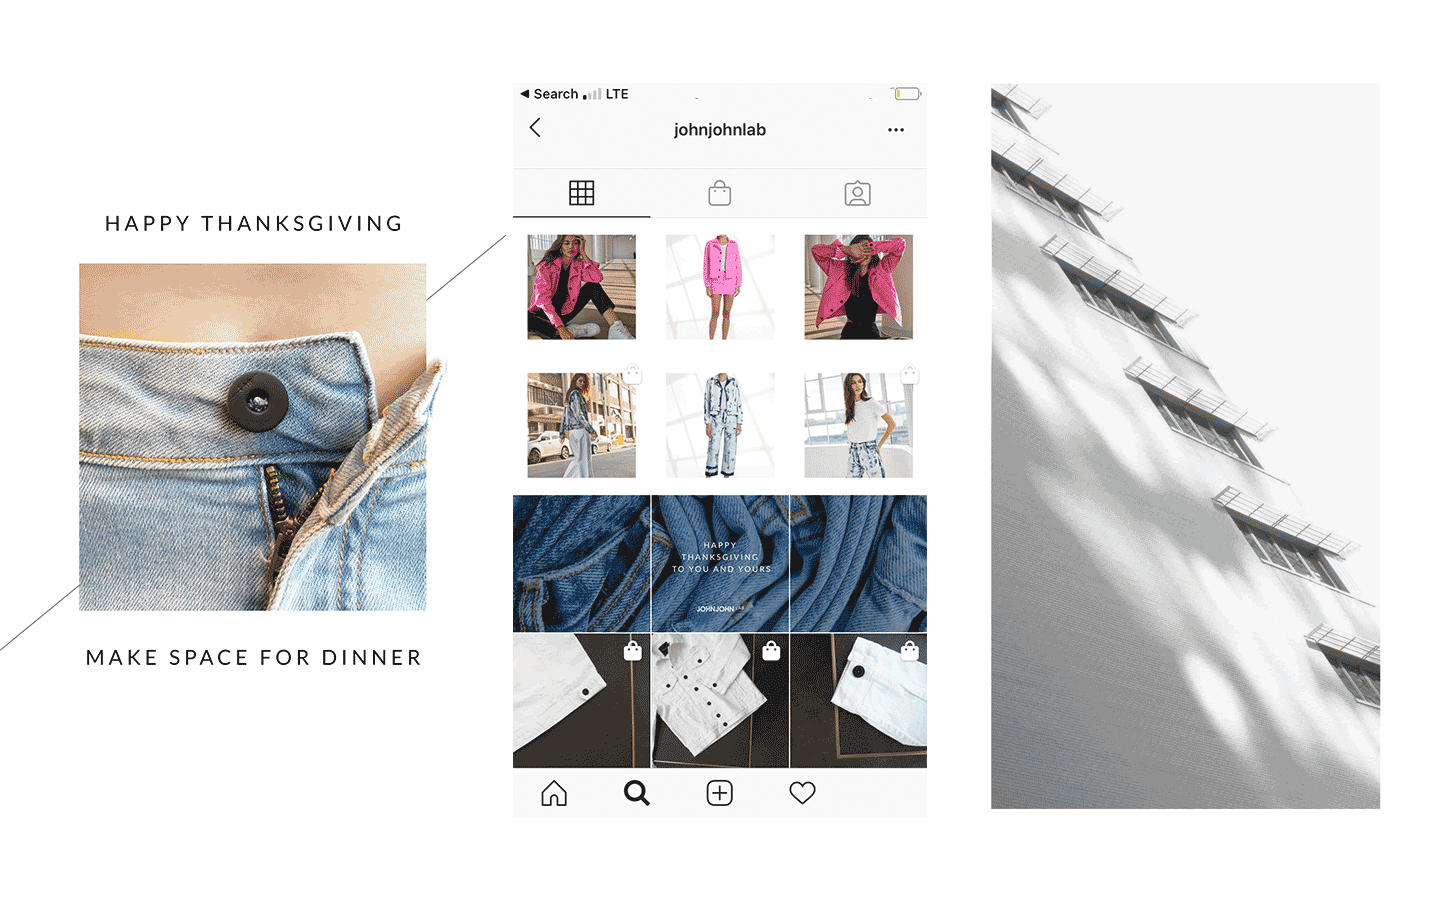 HAPPY THANKSGIVING
MAKE SPACE FOR DINNER
Search LTE
johnjohnlab
HAPPY
THANKSGIVING
TO YOU AND YOURS
JOHNJOHN